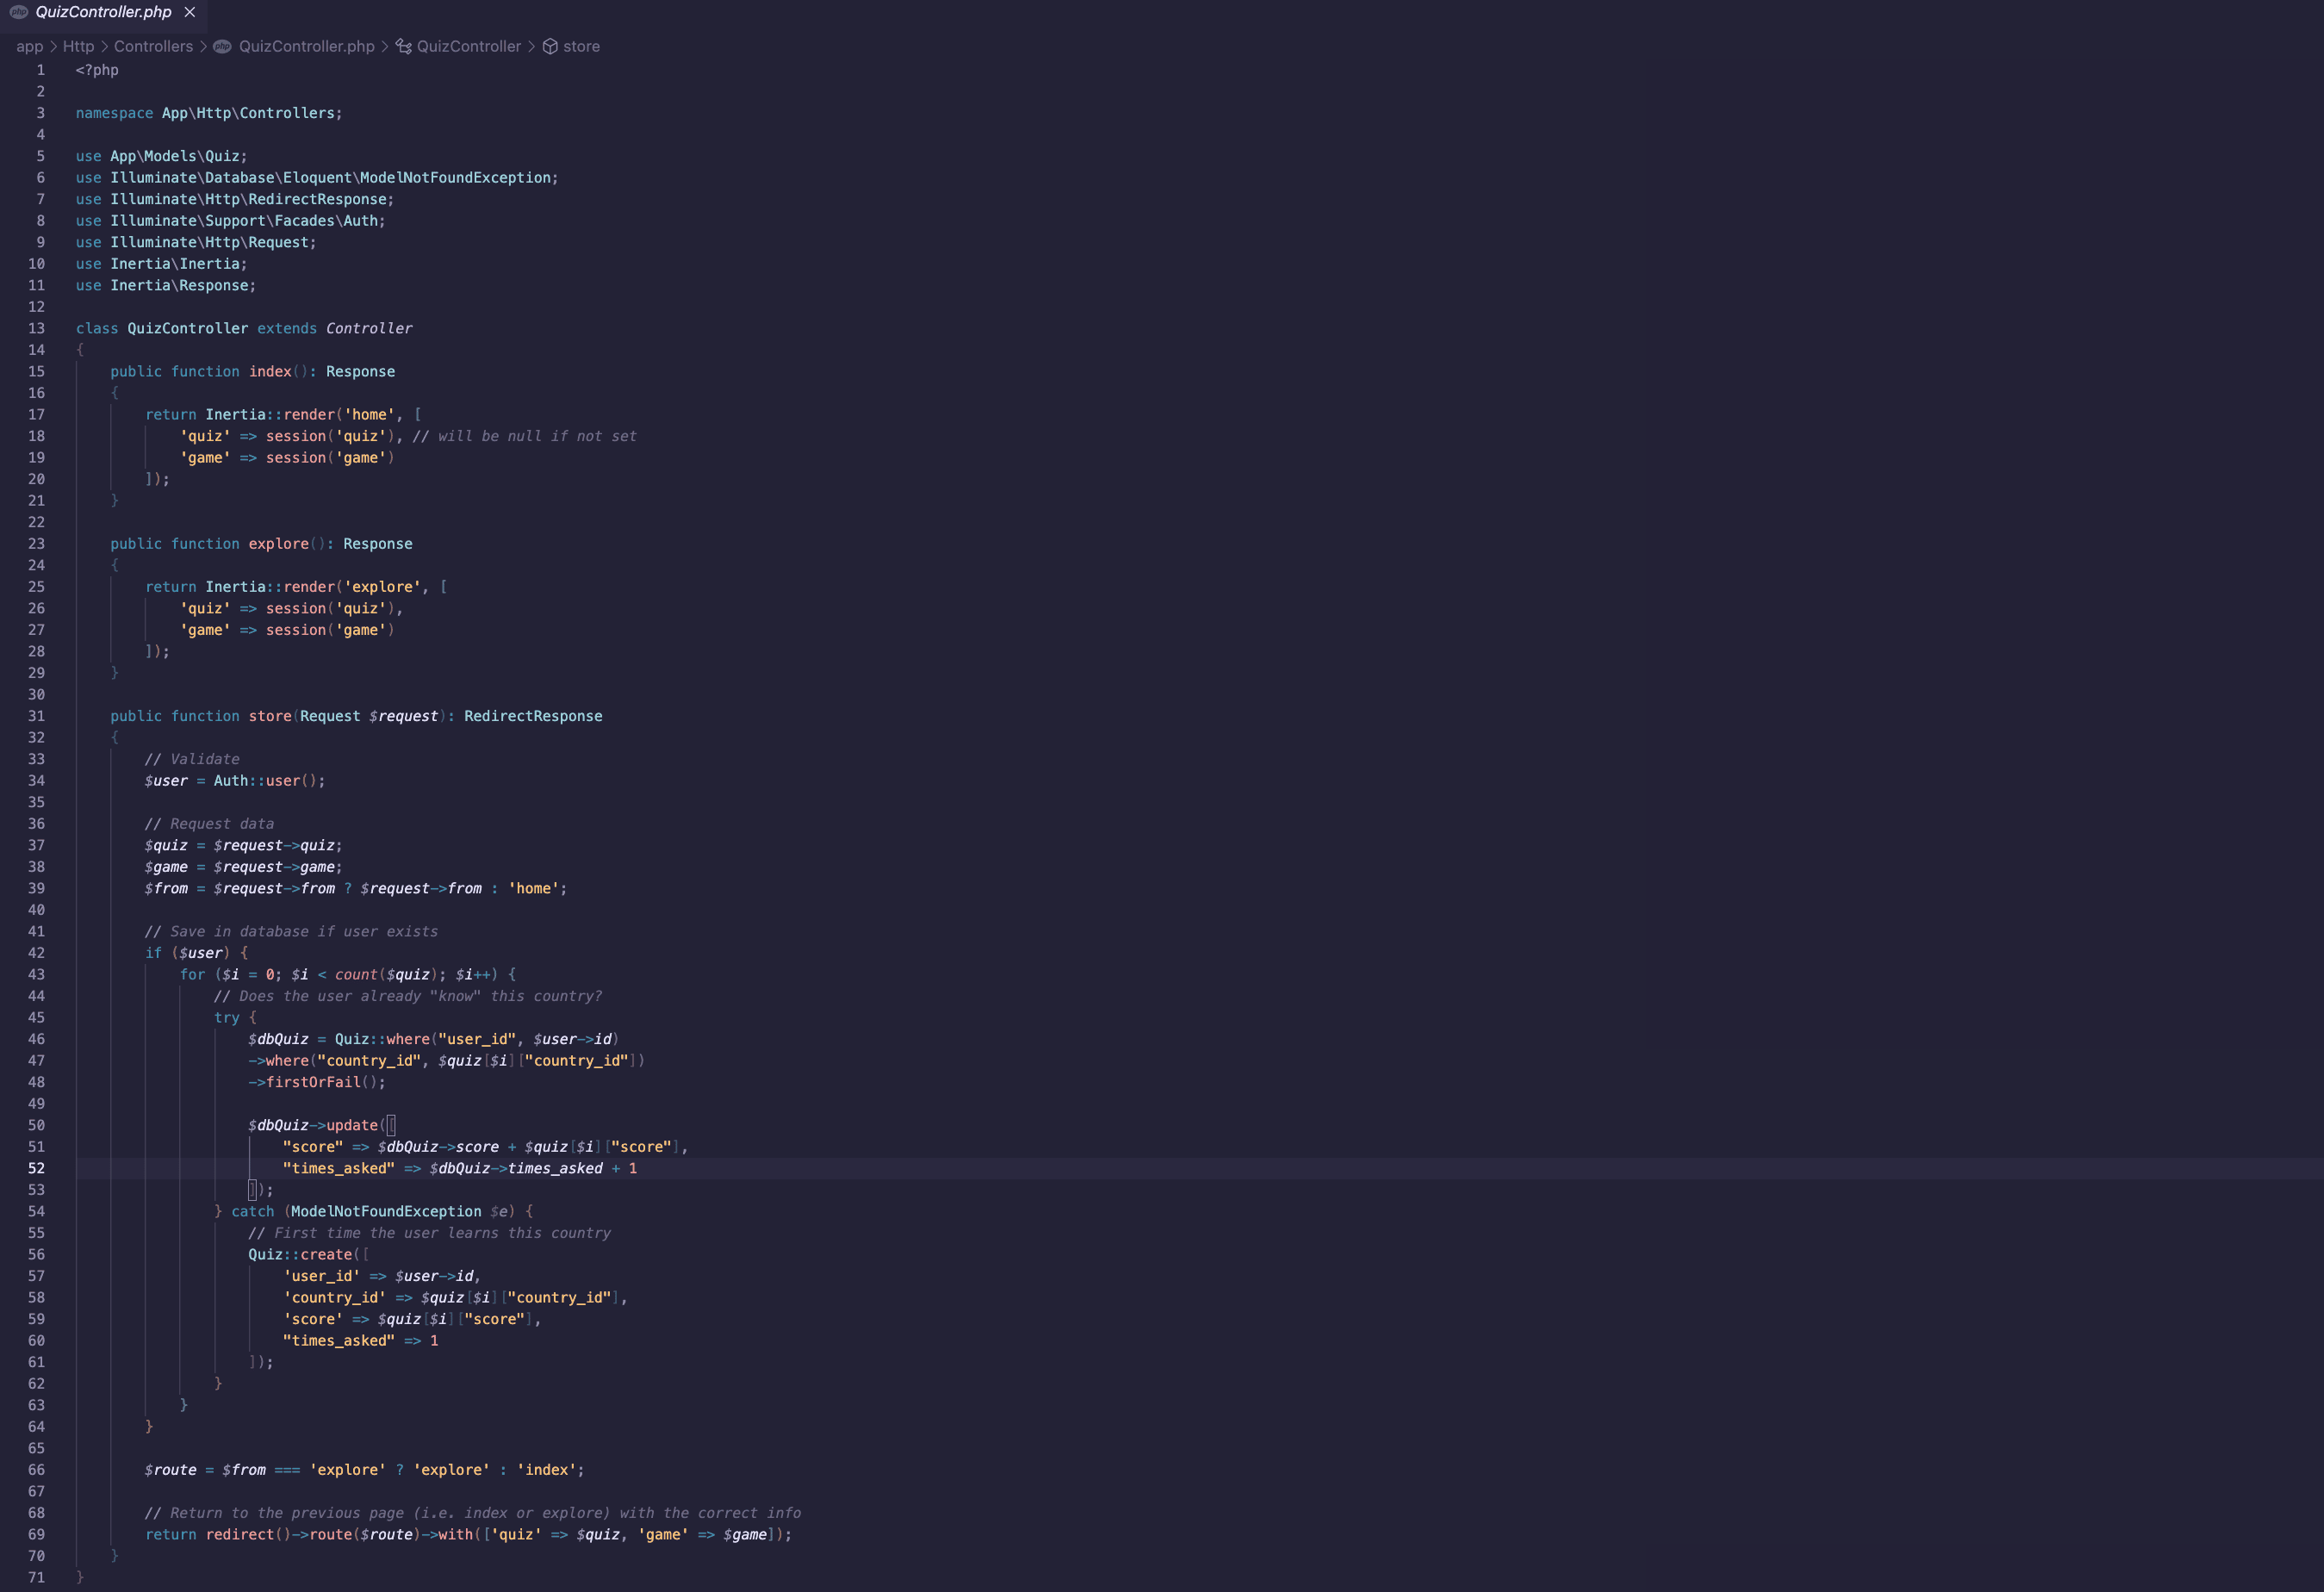 php QuizController.php ×
app > Http > Controllers > php QuizController.php > QuizController > store
1 <?php
2
3 namespace App\Http\Controllers;
4
5 use App\Models\Quiz;
6 use Illuminate\Database\Eloquent\ModelNotFoundException;
7 use Illuminate\Http\RedirectResponse;
8 use Illuminate\Support\Facades\Auth;
9 use Illuminate\Http\Request;
10 use Inertia\Inertia;
11 use Inertia\Response;
12
13 class QuizController extends Controller
14 {
15     public function index(): Response
16     {
17         return Inertia::render('home', [
18             'quiz' => session('quiz'), // will be null if not set
19             'game' => session('game')
20         ]);
21     }
22
23     public function explore(): Response
24     {
25         return Inertia::render('explore', [
26             'quiz' => session('quiz'),
27             'game' => session('game')
28         ]);
29     }
30
31     public function store(Request $request): RedirectResponse
32     {
33         // Validate
34         $user = Auth::user();
35
36         // Request data
37         $quiz = $request->quiz;
38         $game = $request->game;
39         $from = $request->from ? $request->from : 'home';
40
41         // Save in database if user exists
42         if ($user) {
43             for ($i = 0; $i < count($quiz); $i++) {
44                 // Does the user already "know" this country?
45                 try {
46                     $dbQuiz = Quiz::where("user_id", $user->id)
47                     ->where("country_id", $quiz[$i]["country_id"])
48                     ->firstOrFail();
49
50                     $dbQuiz->update([
51                         "score" => $dbQuiz->score + $quiz[$i]["score"],
52                         "times_asked" => $dbQuiz->times_asked + 1
53                     ]);
54                 } catch (ModelNotFoundException $e) {
55                     // First time the user learns this country
56                     Quiz::create([
57                         'user_id' => $user->id,
58                         'country_id' => $quiz[$i]["country_id"],
59                         'score' => $quiz[$i]["score"],
60                         "times_asked" => 1
61                     ]);
62                 }
63             }
64         }
65
66         $route = $from === 'explore' ? 'explore' : 'index';
67
68         // Return to the previous page (i.e. index or explore) with the correct info
69         return redirect()->route($route)->with(['quiz' => $quiz, 'game' => $game]);
70     }
71 }